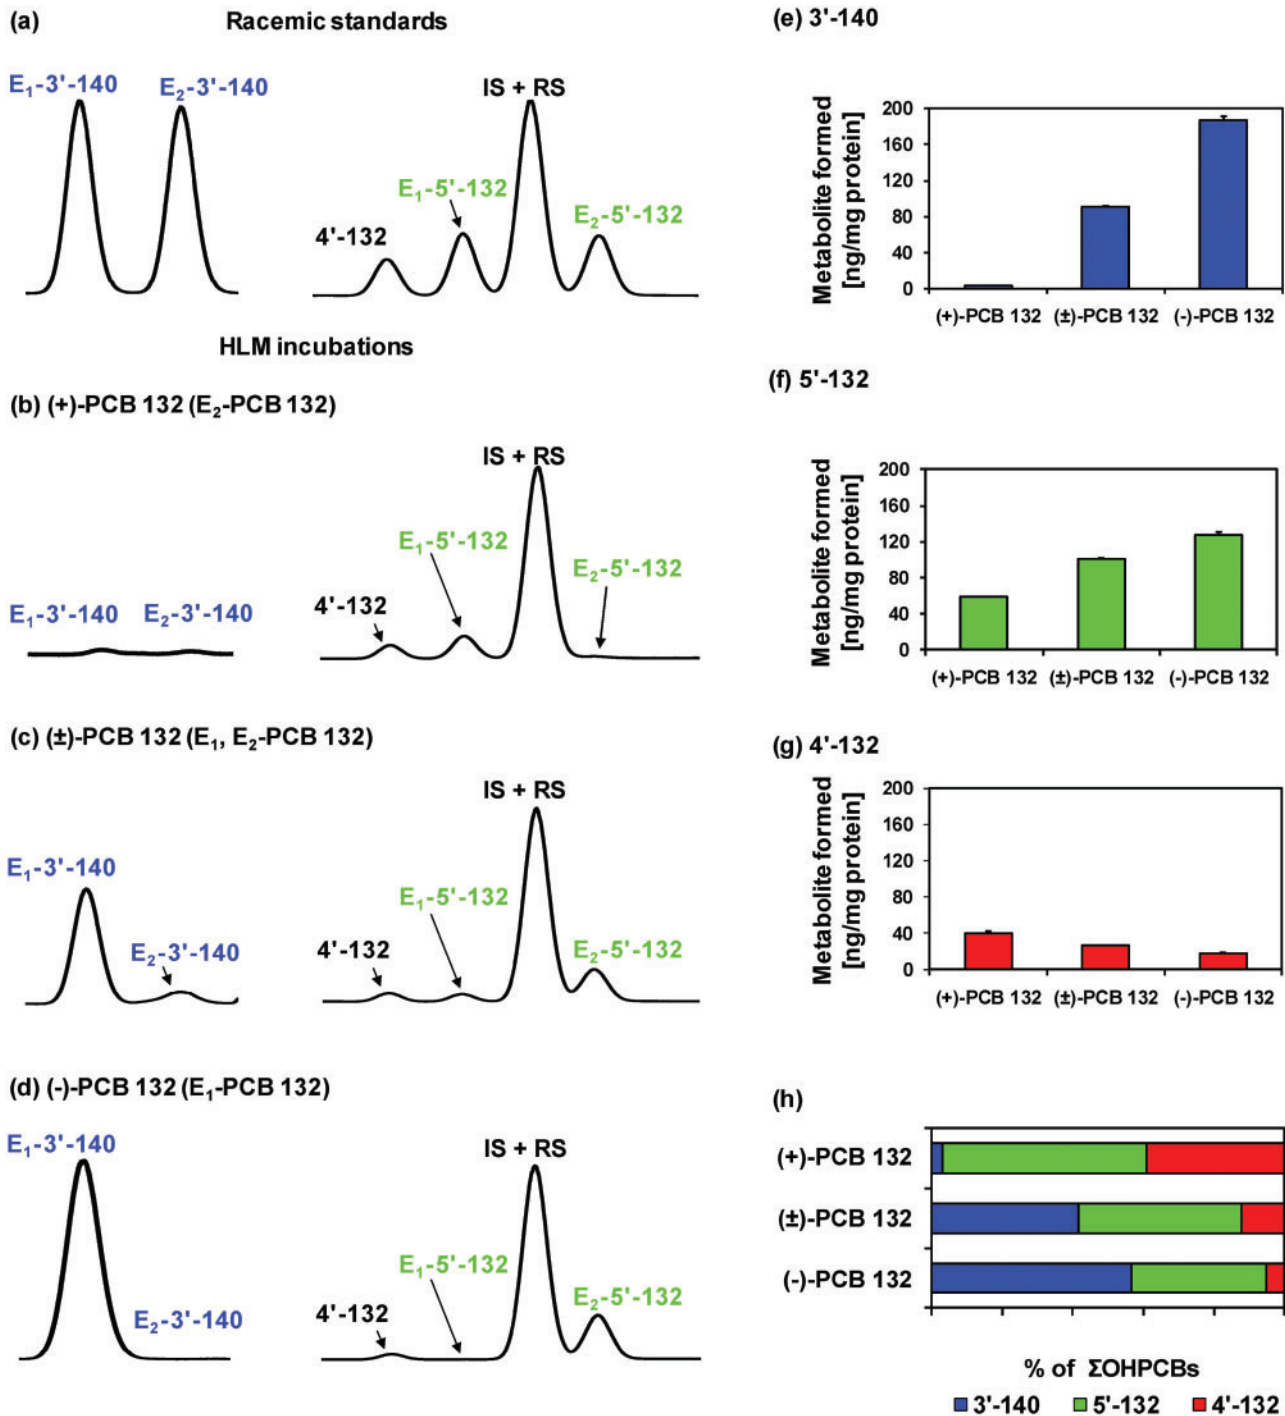 (a)
Racemic standards
E₁-3'-140
E₂-3'-140
IS + RS
E₁-5'-132
E₂-5'-132
4'-132
HLM incubations
(b) (+)-PCB 132 (E₂-PCB 132)
IS + RS
E₁-5'-132
E₂-5'-132
4'-132
E₁-3'-140
E₂-3'-140
(c) (±)-PCB 132 (E₁, E₂-PCB 132)
IS + RS
E₁-3'-140
E₁-5'-132
E₂-3'-140
4'-132
E₂-5'-132
(d) (-)-PCB 132 (E₁-PCB 132)
E₁-3'-140
IS + RS
E₁-5'-132
E₂-5'-132
E₂-3'-140
4'-132
(e) 3'-140
Metabolite formed
[ng/mg protein]
200
160
120
80
40
0
(+)-PCB 132
(±)-PCB 132
(-)-PCB 132
(f) 5'-132
Metabolite formed
[ng/mg protein]
200
160
120
80
40
0
(+)-PCB 132
(±)-PCB 132
(-)-PCB 132
(g) 4'-132
Metabolite formed
[ng/mg protein]
200
160
120
80
40
0
(+)-PCB 132
(±)-PCB 132
(-)-PCB 132
(h)
(+)-PCB 132
(±)-PCB 132
(-)-PCB 132
% of ΣOHPCBs
3'-140
5'-132
4'-132